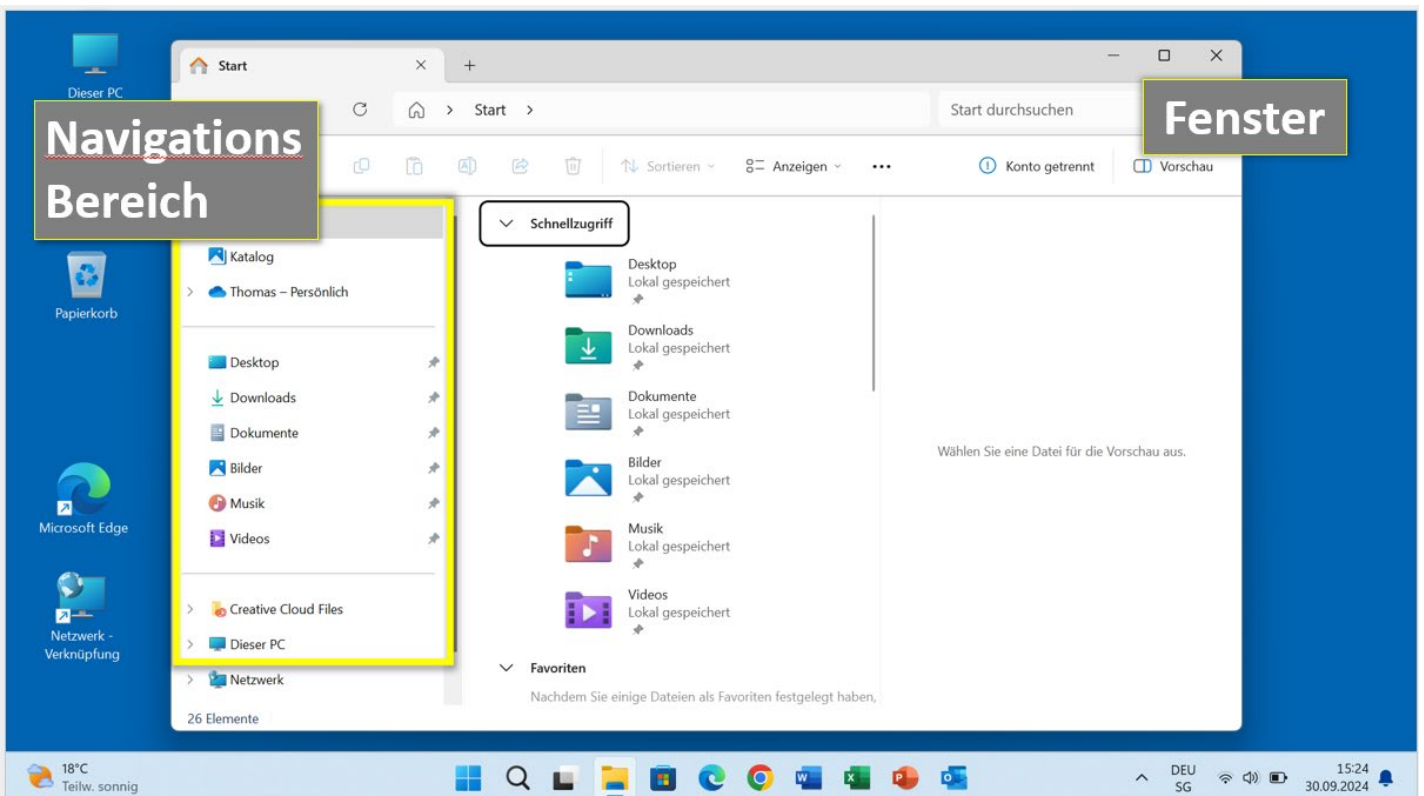 Dieser PC
Start
Navigations
Bereich
Start
Start durchsuchen
Fenster
Sortieren
Anzeigen
Konto getrennt
Vorschau
Katalog
Thomas – Persönlich
Desktop
Downloads
Dokumente
Bilder
Musik
Videos
Creative Cloud Files
Dieser PC
Netzwerk
26 Elemente
Schnellzugriff
Desktop
Lokal gespeichert
Downloads
Lokal gespeichert
Dokumente
Lokal gespeichert
Bilder
Lokal gespeichert
Musik
Lokal gespeichert
Videos
Lokal gespeichert
Favoriten
Nachdem Sie einige Dateien als Favoriten festgelegt haben,
Wählen Sie eine Datei für die Vorschau aus.
Papierkorb
Microsoft Edge
Netzwerk -
Verknüpfung
18°C
Teilw. sonnig
DEU
SG
15:24
30.09.2024